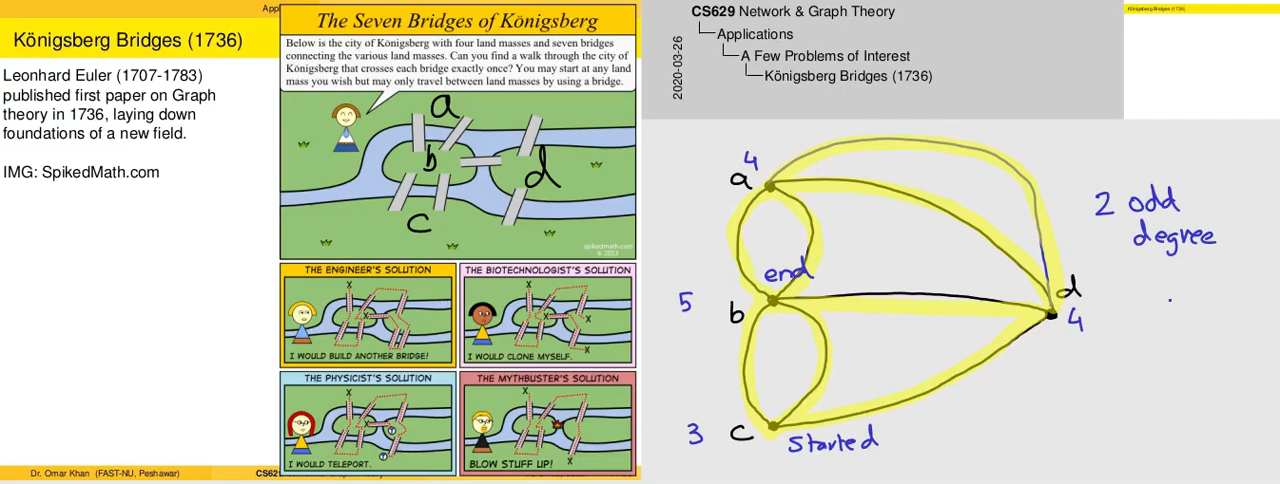 App
Königsberg Bridges (1736)
Leonhard Euler (1707-1783)
published first paper on Graph
theory in 1736, laying down
foundations of a new field.
IMG: SpikedMath.com
The Seven Bridges of Königsberg
Below is the city of Königsberg with four land masses and seven bridges
connecting the various land masses. Can you find a walk through the city of
Königsberg that crosses each bridge exactly once? You may start at any land
mass you wish but may only travel between land masses by using a bridge.
a
b
d
c
spikedmath.com
© 2013
THE ENGINEER'S SOLUTION
X
I WOULD BUILD ANOTHER BRIDGE!
THE BIOTECHNOLOGIST'S SOLUTION
X
X
X
I WOULD CLONE MYSELF.
THE PHYSICIST'S SOLUTION
X
X
T
T
I WOULD TELEPORT.
THE MYTHBUSTER'S SOLUTION
X
X
BLOW STUFF UP!
Dr. Omar Khan (FAST-NU, Peshawar)
CS629
2020-03-26
CS629 Network & Graph Theory
Applications
A Few Problems of Interest
Königsberg Bridges (1736)
Königsberg Bridges (1736)
4
a
2 odd
degree
end
d
5
b
4
3
c
Started